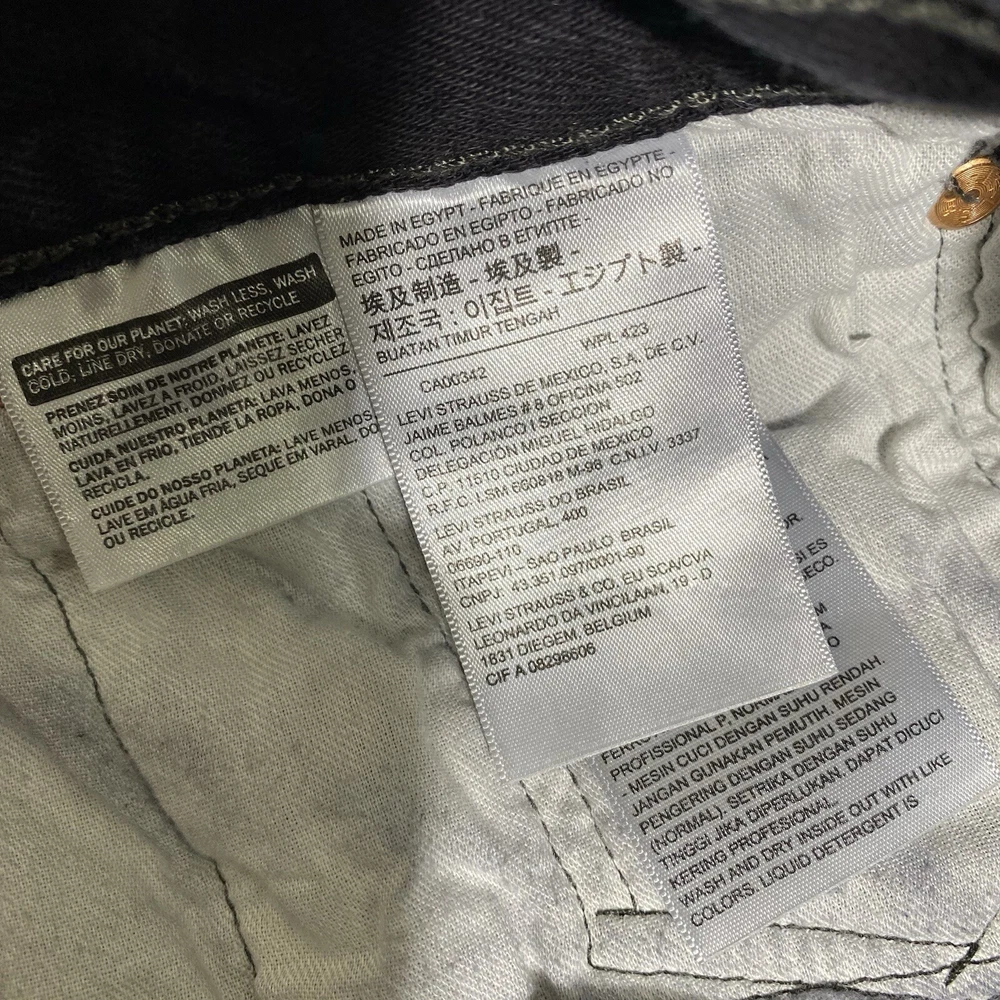 CARE FOR OUR PLANET: WASH LESS, WASH
COLD, LINE DRY, DONATE OR RECYCLE
PRENEZ SOIN DE NOTRE PLANETE: LAVEZ
MOINS, LAVEZ A FROID, LAISSEZ SECHER
NATURELLEMENT, DONNEZ OU RECYCLEZ
CUIDA NUESTRO PLANETA: LAVA MENOS,
LAVA EN FRIO, TIENDE LA ROPA, DONA O
RECICLA.
CUIDE DO NOSSO PLANETA: LAVE MENOS,
LAVE EM ÁGUA FRIA, SEQUE EM VARAL, DO
OU RECICLE.
MADE IN EGYPT - FABRIQUE EN EGYPTE -
FABRICADO EN EGIPTO - FABRICADO NO
EGITO - СДЕЛАНО В ЕГИПТЕ -
埃及制造 - 埃及製 -
제조국 : 이집트 - エジプト製 -
BUATAN TIMUR TENGAH
WPL 423
CA00342
LEVI STRAUSS DE MEXICO, S.A. DE C.V.
JAIME BALMES # 8 OFICINA 502
COL. POLANCO I SECCION
DELEGACIÓN MIGUEL HIDALGO
C.P. 11510 CIUDAD DE MEXICO
R.F.C. LSM 660818 M-98 C.N.I.V. 3337
LEVI STRAUSS DO BRASIL
AV. PORTUGAL, 400
06690-110
ITAPEVI - SAO PAULO BRASIL
CNPJ: 43.351.097/0001-90
LEVI STRAUSS & CO. EU SCA/CVA
LEONARDO DA VINCILAAN, 19 - D
1831 DIEGEM, BELGIUM
CIF A 08298606
SI ES
SECO.
PROFISSIONAL P, NORMAL
- MESIN CUCI DENGAN SUHU RENDAH.
JANGAN GUNAKAN PEMUTIH. MESIN
PENGERING DENGAN SUHU SEDANG
(NORMAL). SETRIKA DENGAN SUHU
TINGGI JIKA DIPERLUKAN. DAPAT DICUCI
KERING PROFESIONAL.
WASH AND DRY INSIDE OUT WITH LIKE
COLORS. LIQUID DETERGENT IS